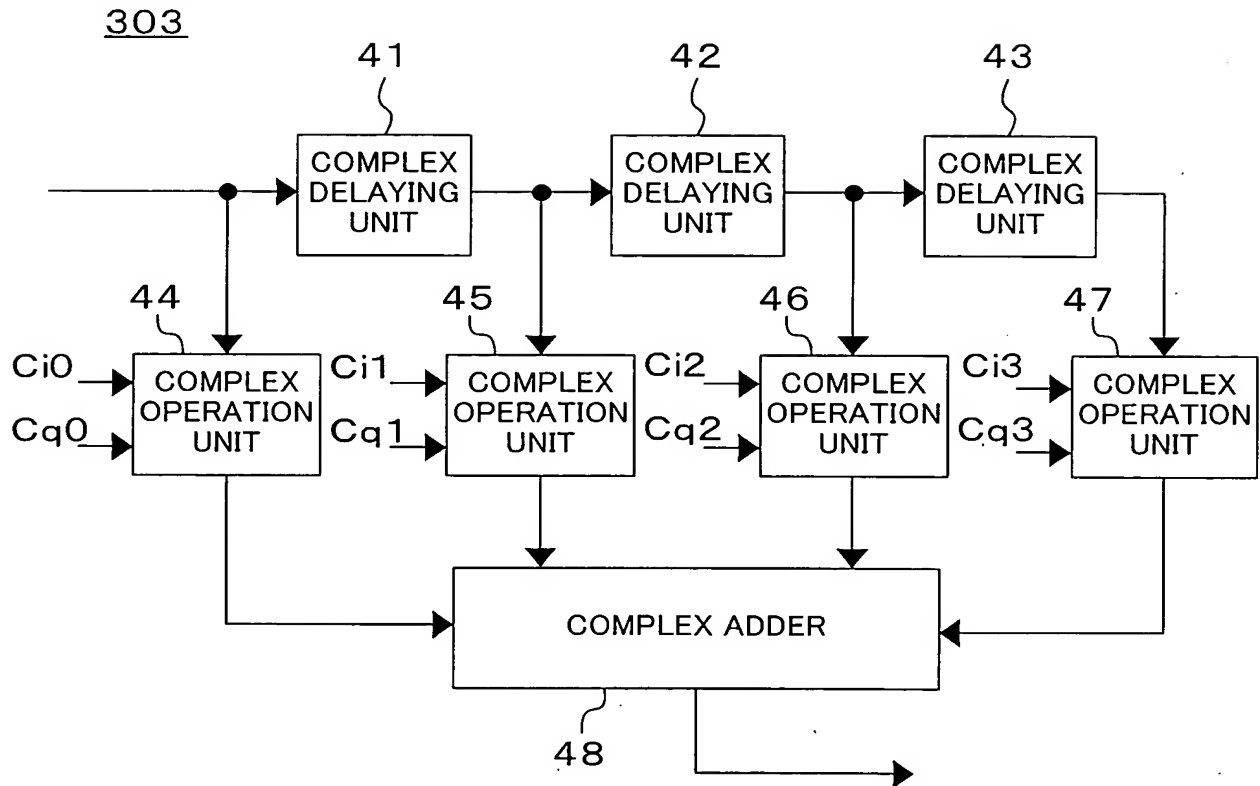 303
41
42
43
COMPLEX
DELAYING
UNIT
COMPLEX
DELAYING
UNIT
COMPLEX
DELAYING
UNIT
44
45
46
47
Ci0
Cq0
COMPLEX
OPERATION
UNIT
Ci1
Cq1
COMPLEX
OPERATION
UNIT
Ci2
Cq2
COMPLEX
OPERATION
UNIT
Ci3
Cq3
COMPLEX
OPERATION
UNIT
COMPLEX ADDER
48